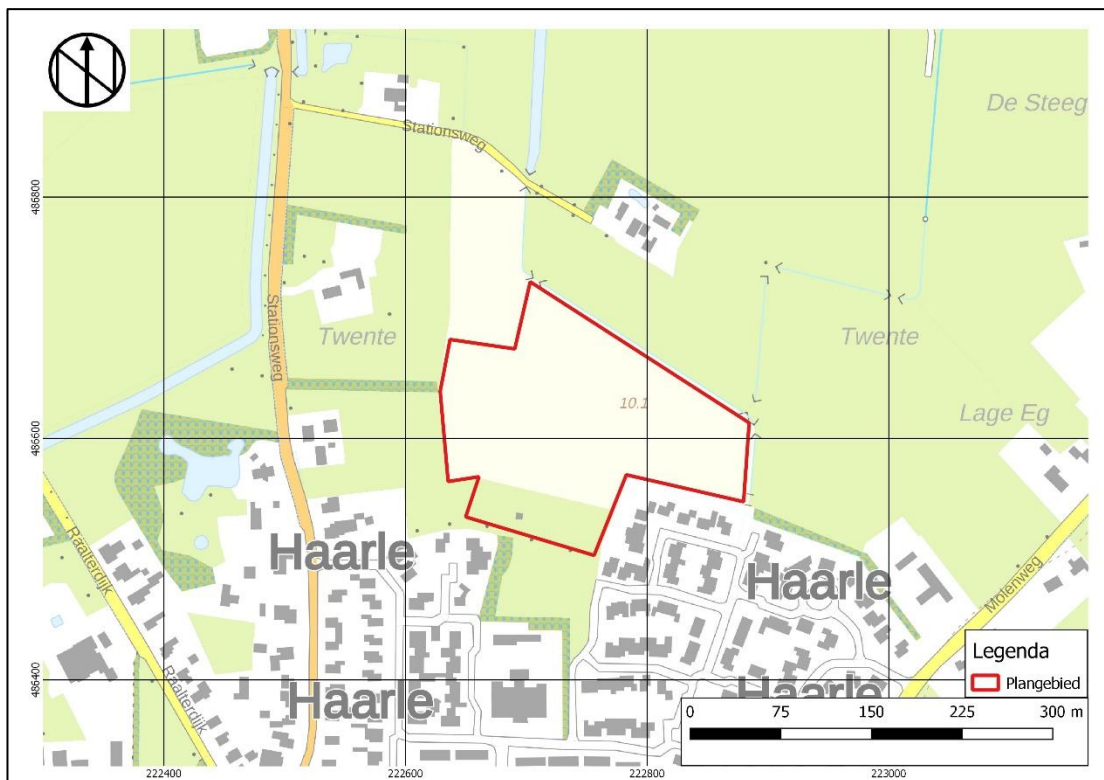 De Steeg
Stationsweg
486800
Stationsweg
Twente
Twente
10.1
Lage Eg
486600
Raalterdijk
Haarle
Haarle
Molenweg
Legenda
Plangebied
Raalterdijk
486400
Haarle
Haarle
0 75 150 225 300 m
222400 222600 222800 223000